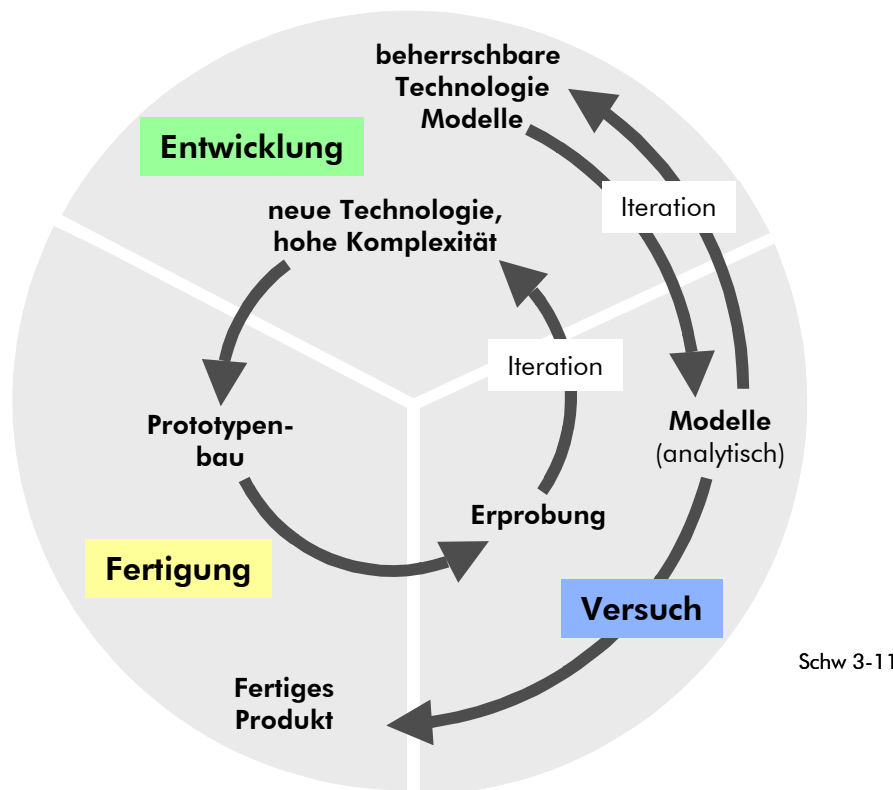 beherrschbare
Technologie
Modelle
Entwicklung
Iteration
neue Technologie,
hohe Komplexität
Iteration
Prototypen-
bau
Modelle
(analytisch)
Erprobung
Fertigung
Versuch
Schw 3-11
Fertiges
Produkt